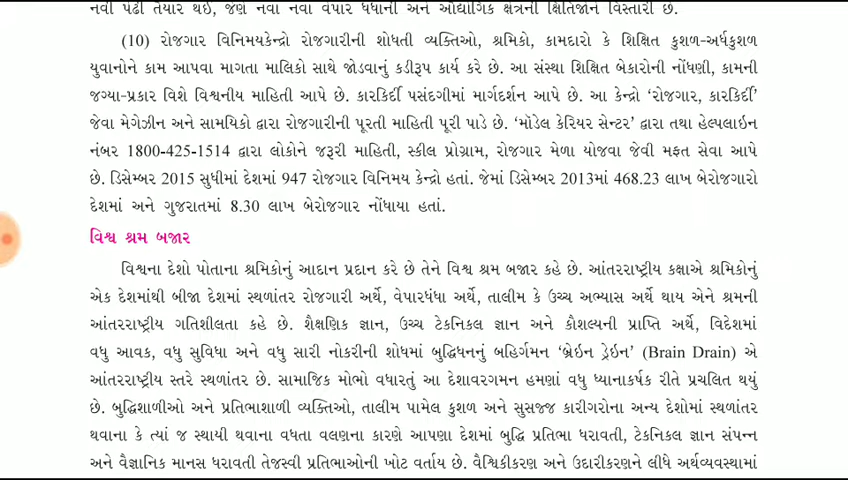 નવી પેઢી તૈયાર થઈ, જેણે નવા નવા વેપાર ધંધાની અને ઔદ્યોગિક ક્ષેત્રની ક્ષિતિજોને વિસ્તારી છે.
(10) રોજગાર વિનિમયકેન્દ્રો રોજગારીની શોધતી વ્યક્તિઓ, શ્રમિકો, કામદારો કે શિક્ષિત કુશળ-અર્ધકુશળ
યુવાનોને કામ આપવા માગતા માલિકો સાથે જોડવાનું કડીરૂપ કાર્ય કરે છે. આ સંસ્થા શિક્ષિત બેકારોની નોંધણી, કામની
જગ્યા-પ્રકાર વિશે વિશ્વનીય માહિતી આપે છે. કારકિર્દી પસંદગીમાં માર્ગદર્શન આપે છે. આ કેન્દ્રો ‘રોજગાર, કારકિર્દી’
જેવા મેગેઝીન અને સામયિકો દ્વારા રોજગારીની પૂરતી માહિતી પૂરી પાડે છે. ‘મૉડેલ કેરિયર સેન્ટર’ દ્વારા તથા હેલ્પલાઇન
નંબર 1800-425-1514 દ્વારા લોકોને જરૂરી માહિતી, સ્કીલ પ્રોગ્રામ, રોજગાર મેળા યોજવા જેવી મફત સેવા આપે
છે. ડિસેમ્બર 2015 સુધીમાં દેશમાં 947 રોજગાર વિનિમય કેન્દ્રો હતાં. જેમાં ડિસેમ્બર 2013માં 468.23 લાખ બેરોજગારો
દેશમાં અને ગુજરાતમાં 8.30 લાખ બેરોજગાર નોંધાયા હતાં.
વિશ્વ શ્રમ બજાર
વિશ્વના દેશો પોતાના શ્રમિકોનું આદાન પ્રદાન કરે છે તેને વિશ્વ શ્રમ બજાર કહે છે. આંતરરાષ્ટ્રીય કક્ષાએ શ્રમિકોનું
એક દેશમાંથી બીજા દેશમાં સ્થળાંતર રોજગારી અર્થે, વેપારધંધા અર્થે, તાલીમ કે ઉચ્ચ અભ્યાસ અર્થે થાય એને શ્રમની
આંતરરાષ્ટ્રીય ગતિશીલતા કહે છે. શૈક્ષણિક જ્ઞાન, ઉચ્ચ ટેકનિકલ જ્ઞાન અને કૌશલ્યની પ્રાપ્તિ અર્થે, વિદેશમાં
વધુ આવક, વધુ સુવિધા અને વધુ સારી નોકરીની શોધમાં બુદ્ધિધનનું બહિર્ગમન ‘બ્રેઇન ડ્રેઇન’ (Brain Drain) એ
આંતરરાષ્ટ્રીય સ્તરે સ્થળાંતર છે. સામાજિક મોભો વધારતું આ દેશાવરગમન હમણાં વધુ ધ્યાનાકર્ષક રીતે પ્રચલિત થયું
છે. બુદ્ધિશાળીઓ અને પ્રતિભાશાળી વ્યક્તિઓ, તાલીમ પામેલ કુશળ અને સુસજ્જ કારીગરોના અન્ય દેશોમાં સ્થળાંતર
થવાના કે ત્યાં જ સ્થાયી થવાના વધતા વલણના કારણે આપણા દેશમાં બુદ્ધિ પ્રતિભા ધરાવતી, ટેકનિકલ જ્ઞાન સંપન્ન
અને વૈજ્ઞાનિક માનસ ધરાવતી તેજસ્વી પ્રતિભાઓની ખોટ વર્તાય છે. વૈશ્વિકીકરણ અને ઉદારીકરણને લીધે અર્થવ્યવસ્થામાં